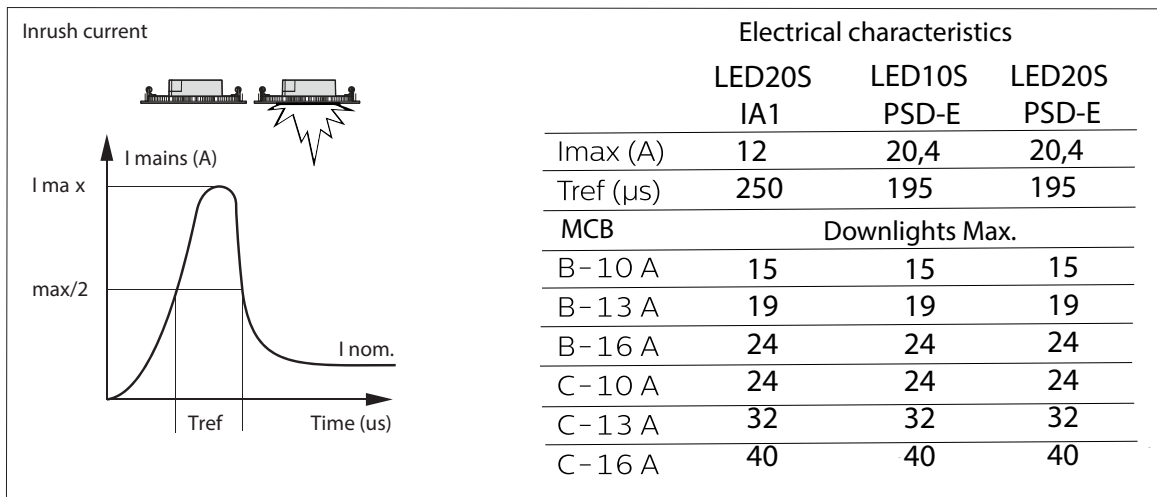 Inrush current
I mains (A)
I ma x
max/2
I nom.
Tref
Time (us)
Electrical characteristics
LED20S LED10S LED20S
IA1 PSD-E PSD-E
Imax (A) 12 20,4 20,4
Tref (µs) 250 195 195
MCB Downlights Max.
B-10 A 15 15 15
B-13 A 19 19 19
B-16 A 24 24 24
C-10 A 24 24 24
C-13 A 32 32 32
C-16 A 40 40 40